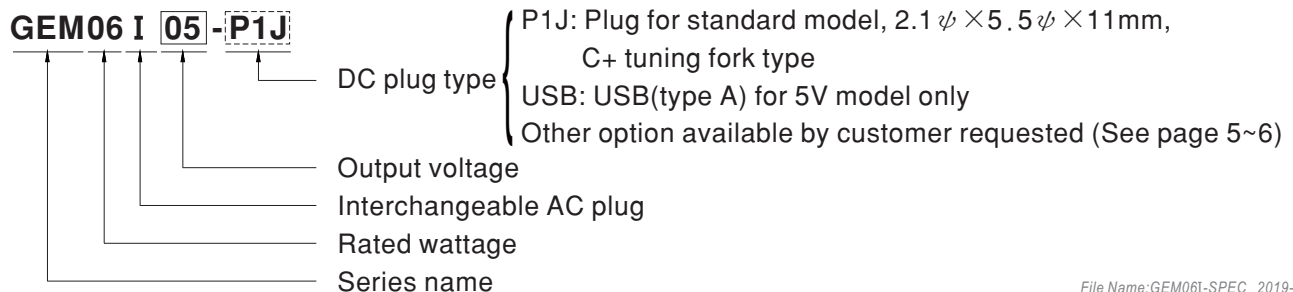 GEM06 I 05 - P1J
P1J: Plug for standard model, 2.1ψ×5.5ψ×11mm,
C+ tuning fork type
DC plug type
USB: USB(type A) for 5V model only
Other option available by customer requested (See page 5~6)
Output voltage
Interchangeable AC plug
Rated wattage
Series name
File Name:GEM06I-SPEC 2019-